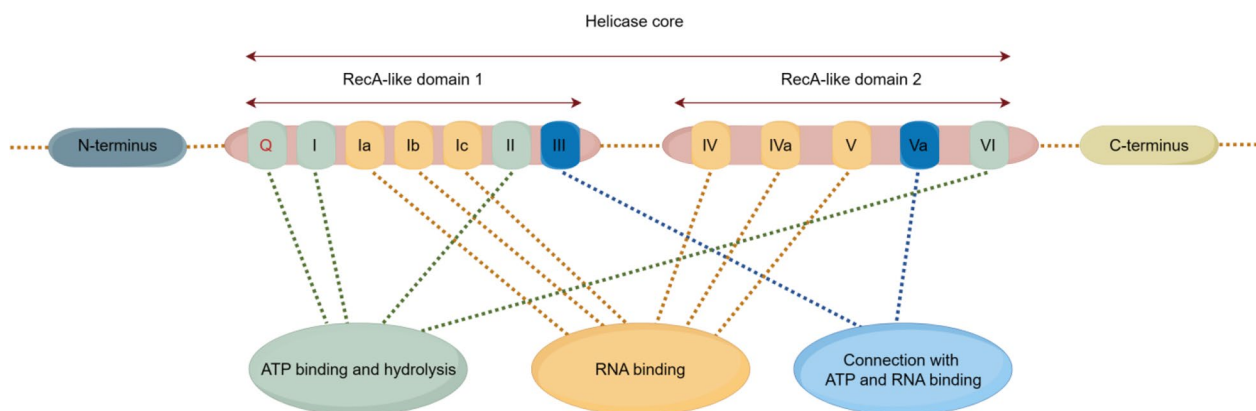 Helicase core
RecA-like domain 1
RecA-like domain 2
N-terminus
Q
I
Ia
Ib
Ic
II
III
IV
IVa
V
Va
VI
C-terminus
ATP binding and hydrolysis
RNA binding
Connection with
ATP and RNA binding